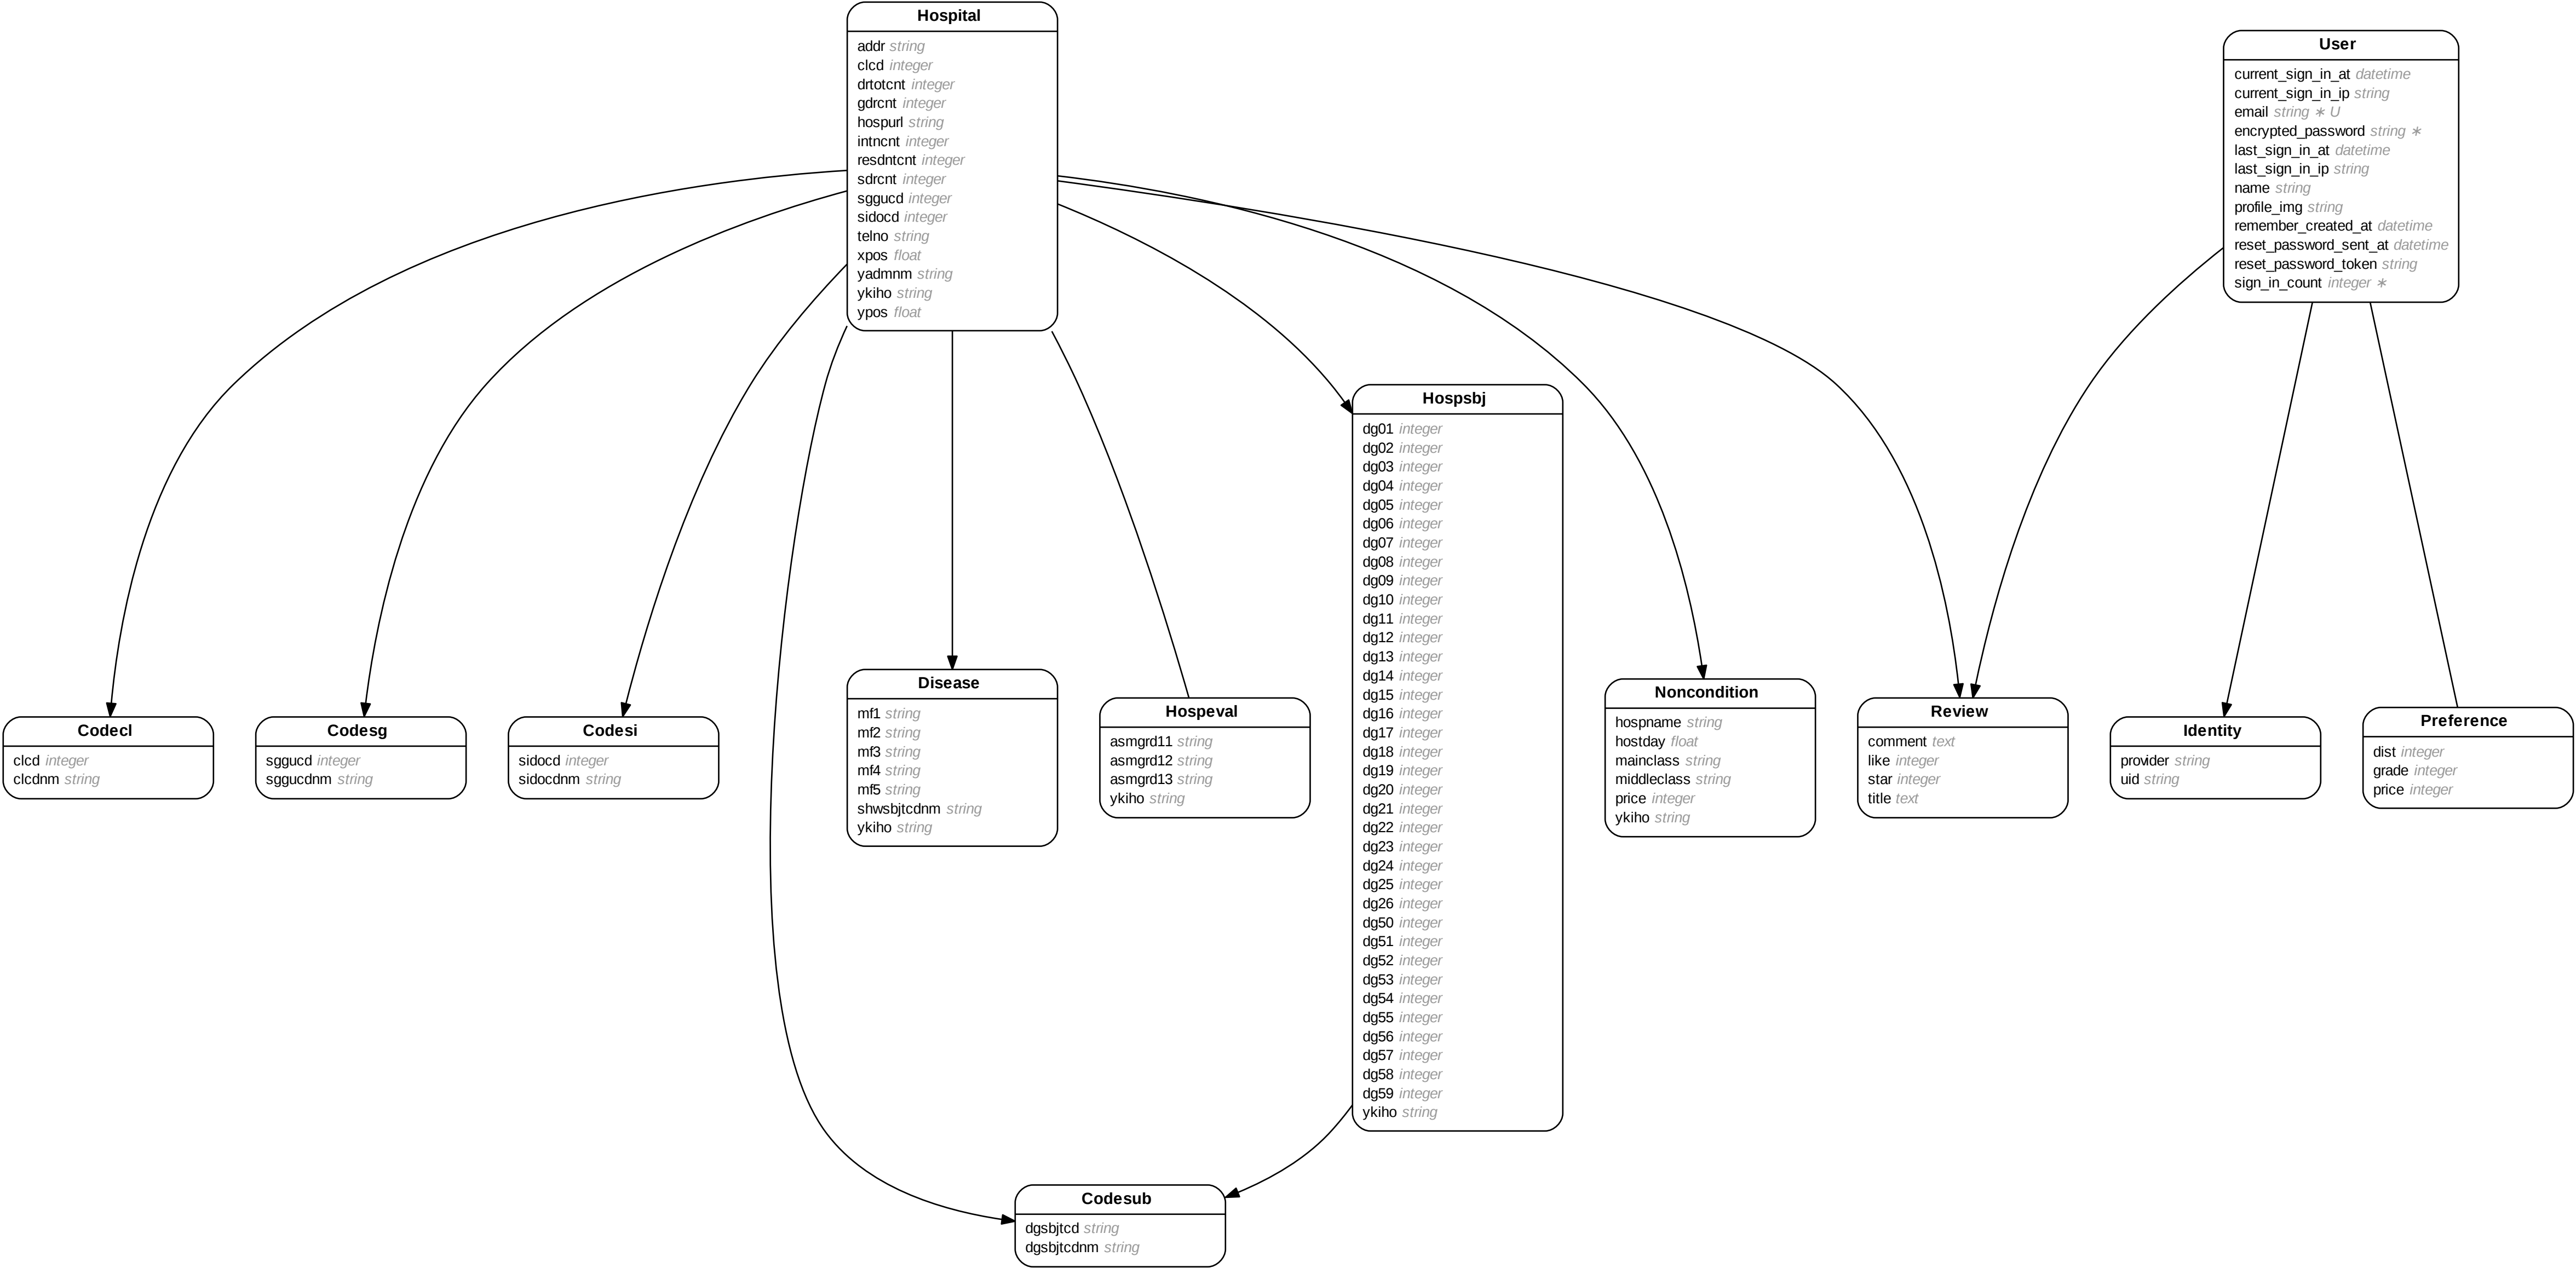 Hospital
addr string
clcd integer
drtotcnt integer
gdrcnt integer
hospurl string
intncnt integer
resdntcnt integer
sdrcnt integer
sggucd integer
sidocd integer
telno string
xpos float
yadmnm string
ykiho string
ypos float
User
current_sign_in_at datetime
current_sign_in_ip string
email string ∗ U
encrypted_password string ∗
last_sign_in_at datetime
last_sign_in_ip string
name string
profile_img string
remember_created_at datetime
reset_password_sent_at datetime
reset_password_token string
sign_in_count integer ∗
Codecl
clcd integer
clcdnm string
Codesg
sggucd integer
sggucdnm string
Codesi
sidocd integer
sidocdnm string
Disease
mf1 string
mf2 string
mf3 string
mf4 string
mf5 string
shwsbjtcdnm string
ykiho string
Hospeval
asmgrd11 string
asmgrd12 string
asmgrd13 string
ykiho string
Hospsbj
dg01 integer
dg02 integer
dg03 integer
dg04 integer
dg05 integer
dg06 integer
dg07 integer
dg08 integer
dg09 integer
dg10 integer
dg11 integer
dg12 integer
dg13 integer
dg14 integer
dg15 integer
dg16 integer
dg17 integer
dg18 integer
dg19 integer
dg20 integer
dg21 integer
dg22 integer
dg23 integer
dg24 integer
dg25 integer
dg26 integer
dg50 integer
dg51 integer
dg52 integer
dg53 integer
dg54 integer
dg55 integer
dg56 integer
dg57 integer
dg58 integer
dg59 integer
ykiho string
Noncondition
hospname string
hostday float
mainclass string
middleclass string
price integer
ykiho string
Review
comment text
like integer
star integer
title text
Identity
provider string
uid string
Preference
dist integer
grade integer
price integer
Codesub
dgsbjtcd string
dgsbjtcdnm string